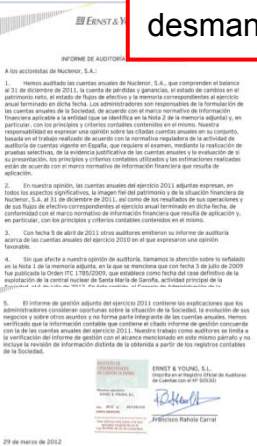 desman
ERNST & Y
INFORME DE AUDITORÍA
A los accionistas de Nuclenor, S.A.:
1. Hemos auditado las cuentas anuales de Nuclenor, S.A., que comprenden el balance
al 31 de diciembre de 2011, la cuenta de pérdidas y ganancias, el estado de cambios en el
patrimonio neto, el estado de flujos de efectivo y la memoria correspondientes al ejercicio
anual terminado en dicha fecha. Los administradores son responsables de la formulación de
las cuentas anuales de la Sociedad, de acuerdo con el marco normativo de información
financiera aplicable a la entidad (que se identifica en la Nota 2 de la memoria adjunta) y, en
particular, con los principios y criterios contables contenidos en el mismo. Nuestra
responsabilidad es expresar una opinión sobre las citadas cuentas anuales en su conjunto,
basada en el trabajo realizado de acuerdo con la normativa reguladora de la actividad de
auditoría de cuentas vigente en España, que requiere el examen, mediante la realización de
pruebas selectivas, de la evidencia justificativa de las cuentas anuales y la evaluación de si
su presentación, los principios y criterios contables utilizados y las estimaciones realizadas
están de acuerdo con el marco normativo de información financiera que resulta de
aplicación.
2. En nuestra opinión, las cuentas anuales del ejercicio 2011 adjuntas expresan, en
todos los aspectos significativos, la imagen fiel del patrimonio y de la situación financiera de
Nuclenor, S.A. al 31 de diciembre de 2011, así como de los resultados de sus operaciones y
de sus flujos de efectivo correspondientes al ejercicio anual terminado en dicha fecha, de
conformidad con el marco normativo de información financiera que resulta de aplicación y,
en particular, con los principios y criterios contables contenidos en el mismo.
3. Con fecha 5 de abril de 2011 otros auditores emitieron su informe de auditoría
acerca de las cuentas anuales del ejercicio 2010 en el que expresaron una opinión
favorable.
4. Sin que afecte a nuestra opinión de auditoría, llamamos la atención sobre lo señalado
en la Nota 1 de la memoria adjunta, en la que se menciona que con fecha 3 de julio de 2009
fue publicada la Orden ITC 1785/2009, que establece como fecha del cese definitivo de la
explotación de la central nuclear de Santa María de Garoña, actividad principal de la
5. El informe de gestión adjunto del ejercicio 2011 contiene las explicaciones que los
administradores consideran oportunas sobre la situación de la Sociedad, la evolución de sus
negocios y sobre otros asuntos y no forma parte integrante de las cuentas anuales. Hemos
verificado que la información contable que contiene el citado informe de gestión concuerda
con la de las cuentas anuales del ejercicio 2011. Nuestro trabajo como auditores se limita a
la verificación del informe de gestión con el alcance mencionado en este mismo párrafo y no
incluye la revisión de información distinta de la obtenida a partir de los registros contables
de la Sociedad.
ERNST & YOUNG, S.L.
(Inscrita en el Registro Oficial de Auditores
de Cuentas con el Nº S0530)
Francisco Rahola Carral
29 de marzo de 2012